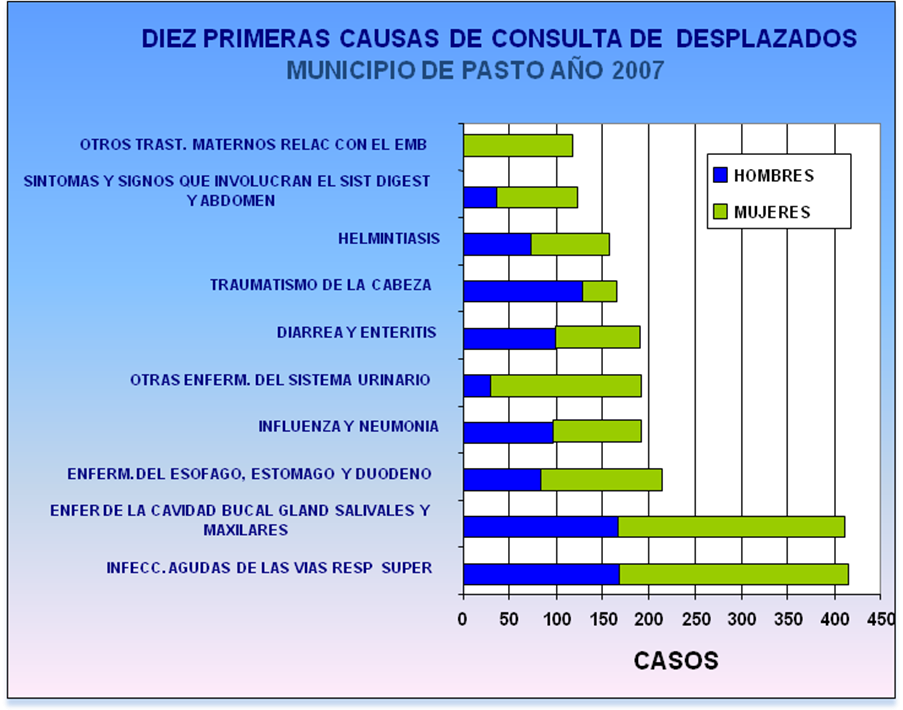 DIEZ PRIMERAS CAUSAS DE CONSULTA DE DESPLAZADOS
MUNICIPIO DE PASTO AÑO 2007
OTROS TRAST. MATERNOS RELAC CON EL EMB
SINTOMAS Y SIGNOS QUE INVOLUCRAN EL SIST DIGEST
Y ABDOMEN
HELMINTIASIS
TRAUMATISMO DE LA CABEZA
DIARREA Y ENTERITIS
OTRAS ENFERM. DEL SISTEMA URINARIO
INFLUENZA Y NEUMONIA
ENFERM. DEL ESOFAGO, ESTOMAGO Y DUODENO
ENFER DE LA CAVIDAD BUCAL GLAND SALIVALES Y
MAXILARES
INFECC. AGUDAS DE LAS VIAS RESP SUPER
HOMBRES
MUJERES
0 50 100 150 200 250 300 350 400 450
CASOS